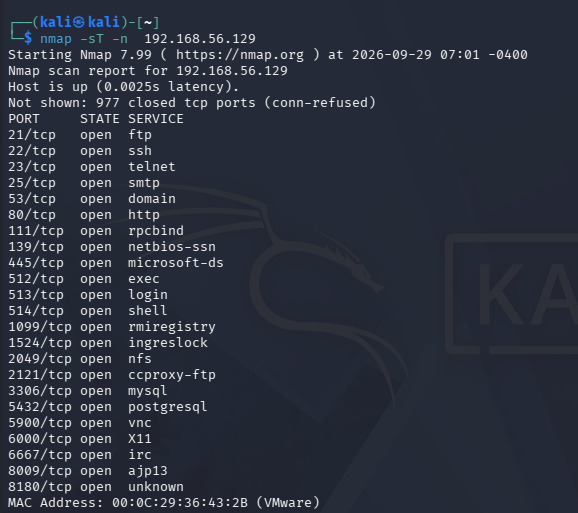 ┌──(kali㉿kali)-[~]
└─$ nmap -sT -n  192.168.56.129
Starting Nmap 7.99 ( https://nmap.org ) at 2026-09-29 07:01 -0400
Nmap scan report for 192.168.56.129
Host is up (0.0025s latency).
Not shown: 977 closed tcp ports (conn-refused)
PORT     STATE SERVICE
21/tcp   open  ftp
22/tcp   open  ssh
23/tcp   open  telnet
25/tcp   open  smtp
53/tcp   open  domain
80/tcp   open  http
111/tcp  open  rpcbind
139/tcp  open  netbios-ssn
445/tcp  open  microsoft-ds
512/tcp  open  exec
513/tcp  open  login
514/tcp  open  shell
1099/tcp open  rmiregistry
1524/tcp open  ingreslock
2049/tcp open  nfs
2121/tcp open  ccproxy-ftp
3306/tcp open  mysql
5432/tcp open  postgresql
5900/tcp open  vnc
6000/tcp open  X11
6667/tcp open  irc
8009/tcp open  ajp13
8180/tcp open  unknown
MAC Address: 00:0C:29:36:43:2B (VMware)
KA